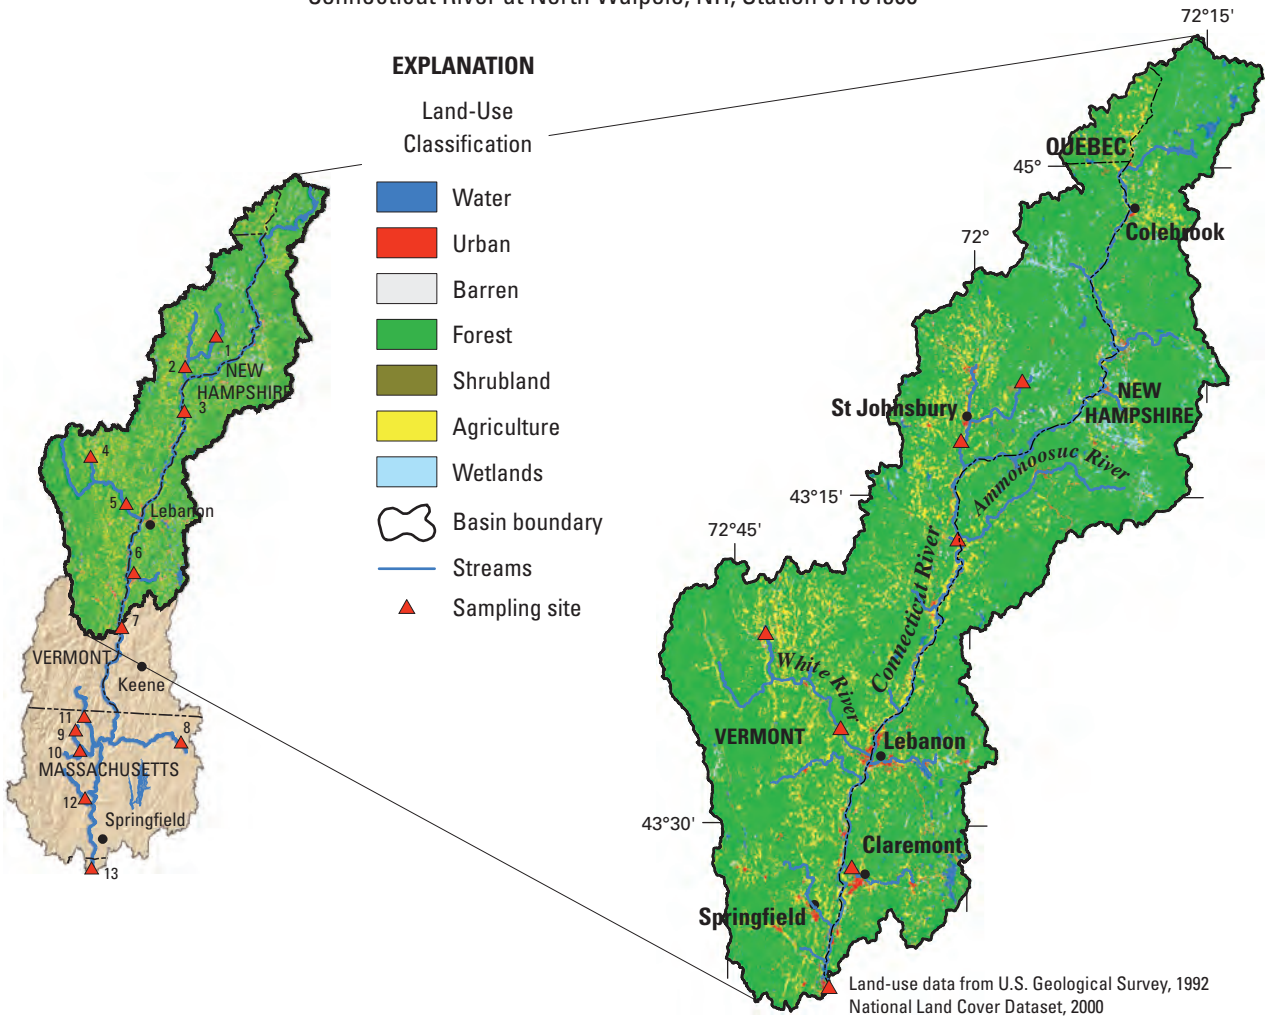 EXPLANATION
Land-Use
Classification
Water
Urban
Barren
Forest
Shrubland
Agriculture
Wetlands
Basin boundary
Streams
Sampling site
1
2
NEW
HAMPSHIRE
3
4
5
Lebanon
6
7
VERMONT
Keene
11
9
8
10
MASSACHUSETTS
12
Springfield
13
72°15'
QUEBEC
45°
Colebrook
72°
St Johnsbury
NEW
HAMPSHIRE
Ammonoosuc River
43°15'
72°45'
Connecticut River
White River
VERMONT
Lebanon
43°30'
Claremont
Springfield
Land-use data from U.S. Geological Survey, 1992
National Land Cover Dataset, 2000